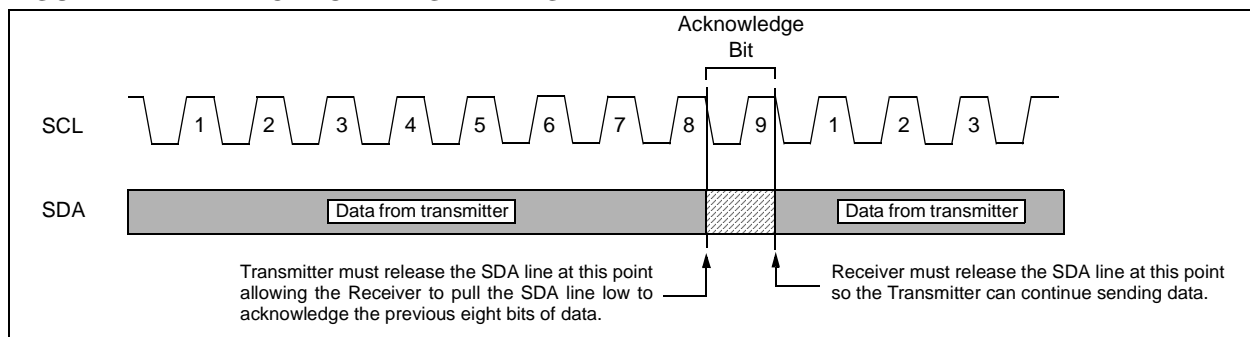 Acknowledge
Bit
SCL
1 2 3 4 5 6 7 8 9 1 2 3
SDA
Data from transmitter
Data from transmitter
Transmitter must release the SDA line at this point
allowing the Receiver to pull the SDA line low to
acknowledge the previous eight bits of data.
Receiver must release the SDA line at this point
so the Transmitter can continue sending data.